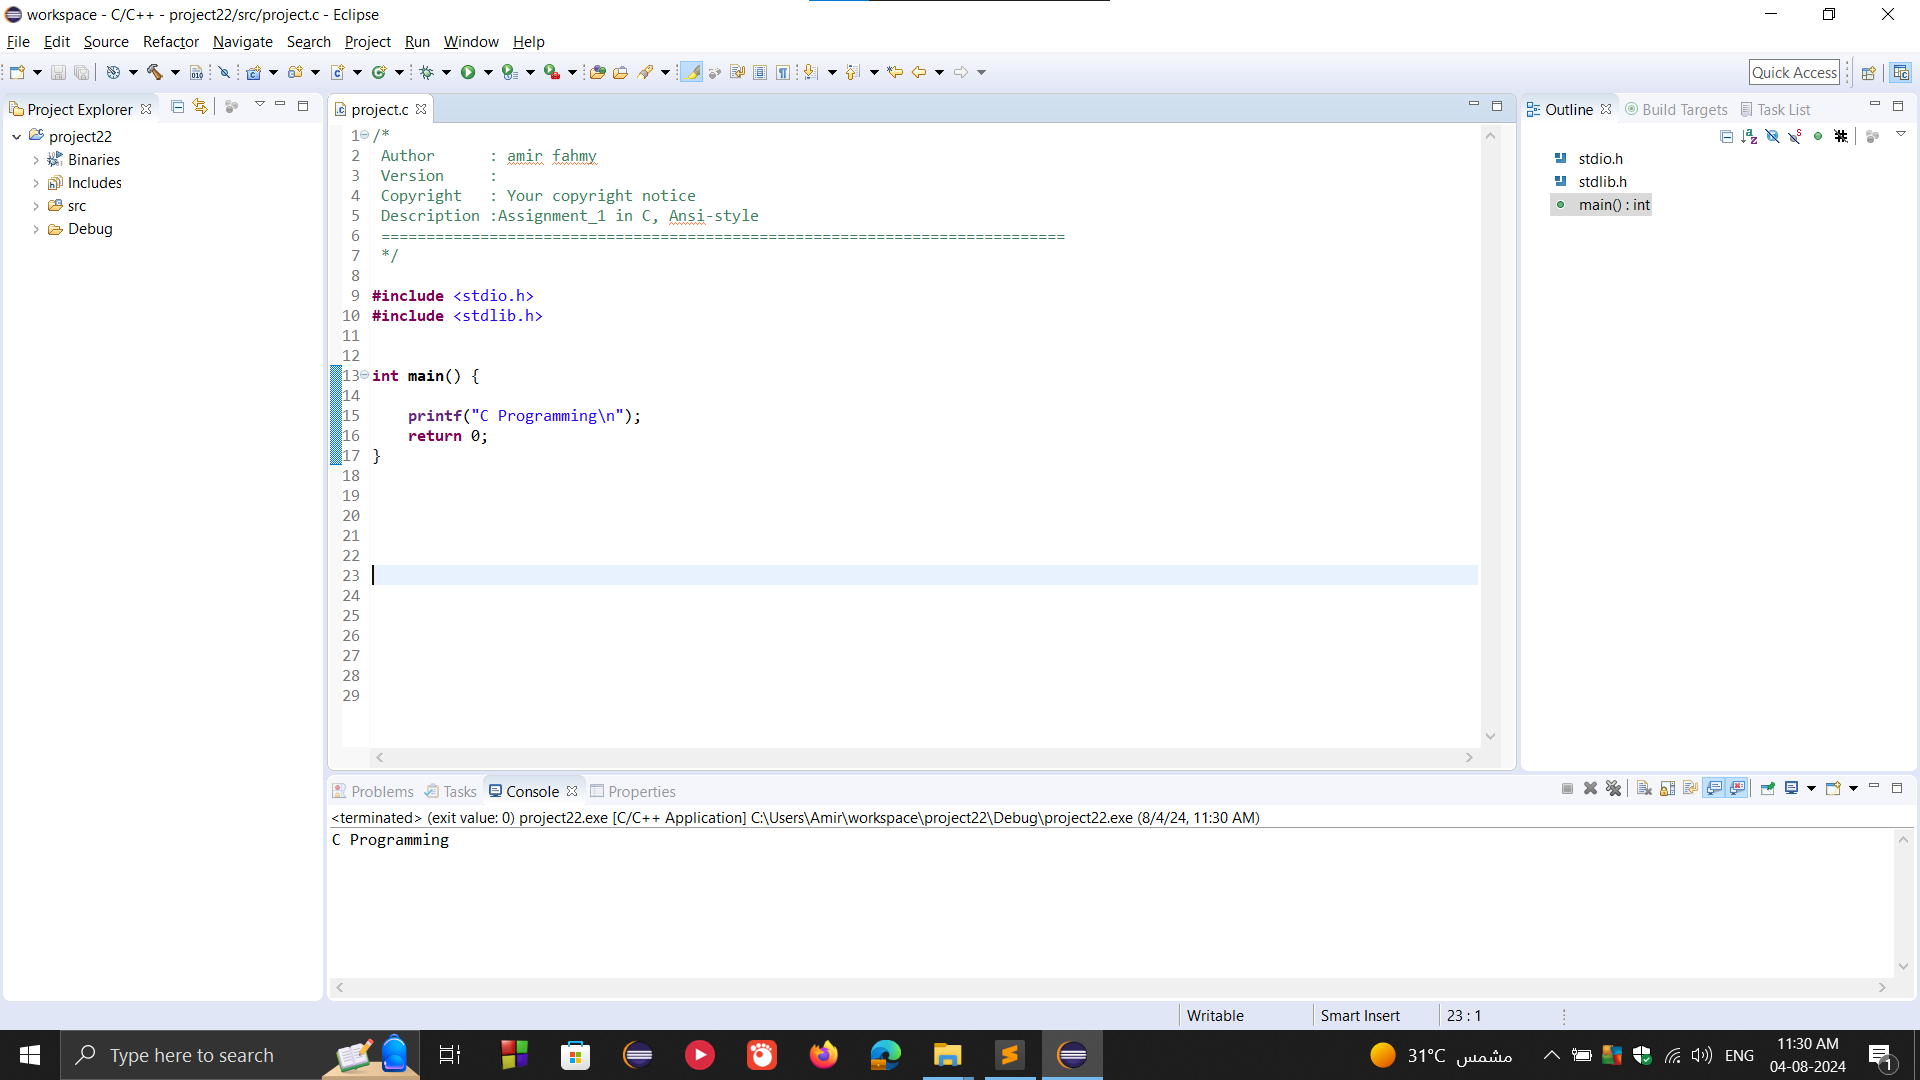 workspace - C/C++ - project22/src/project.c - Eclipse
File Edit Source Refactor Navigate Search Project Run Window Help
Quick Access
Project Explorer
project22
Binaries
Includes
src
Debug
project.c
1 /*
2 Author : amir fahmy
3 Version :
4 Copyright : Your copyright notice
5 Description :Assignment_1 in C, Ansi-style
6 ============================================================================
7 */
8
9 #include <stdio.h>
10 #include <stdlib.h>
11
12
13 int main() {
14
15 printf("C Programming\n");
16 return 0;
17 }
18
19
20
21
22
23
24
25
26
27
28
29
Outline Build Targets Task List
stdio.h
stdlib.h
main() : int
Problems Tasks Console Properties
<terminated> (exit value: 0) project22.exe [C/C++ Application] C:\Users\Amir\workspace\project22\Debug\project22.exe (8/4/24, 11:30 AM)
C Programming
Writable Smart Insert 23 : 1
Type here to search
31°C مشمس
ENG
11:30 AM
04-08-2024
1